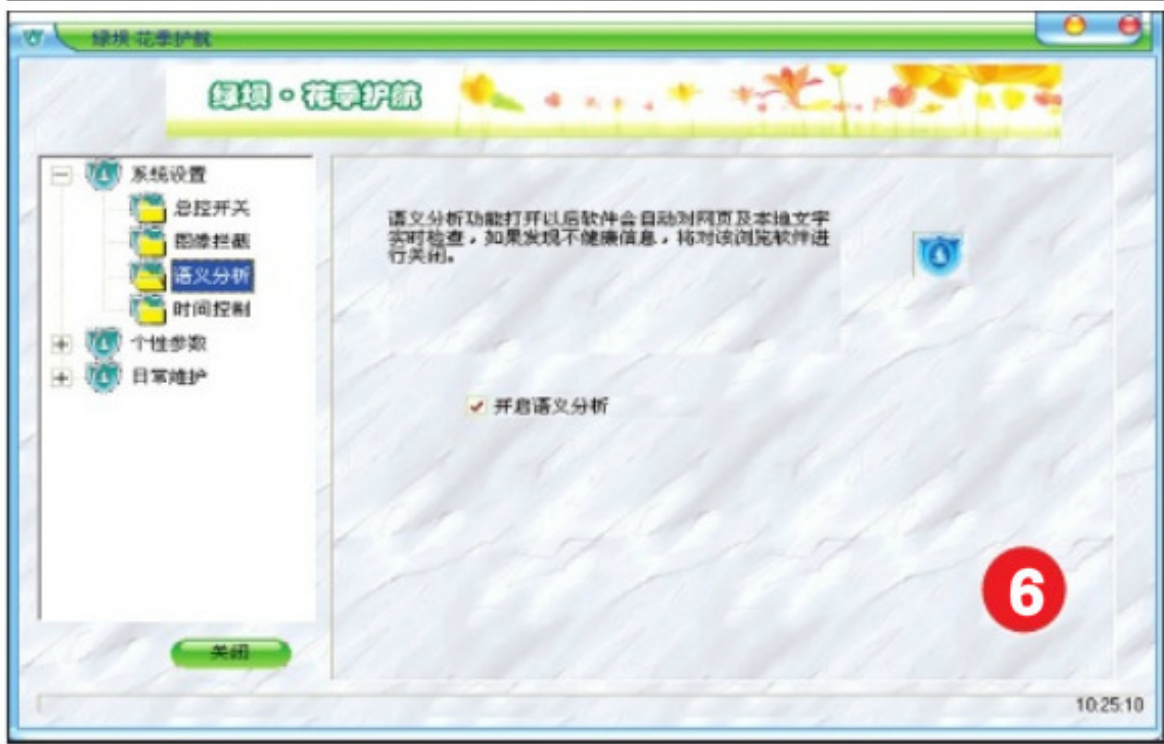 绿坝 花季护航
绿坝·花季护航
系统设置
总控开关
图像拦截
语义分析
时间控制
个性参数
日常维护
语义分析功能打开以后软件会自动对网页及本地文字
实时检查，如果发现不健康信息，将对该浏览软件进
行关闭。
开启语义分析
6
关闭
10:25:10